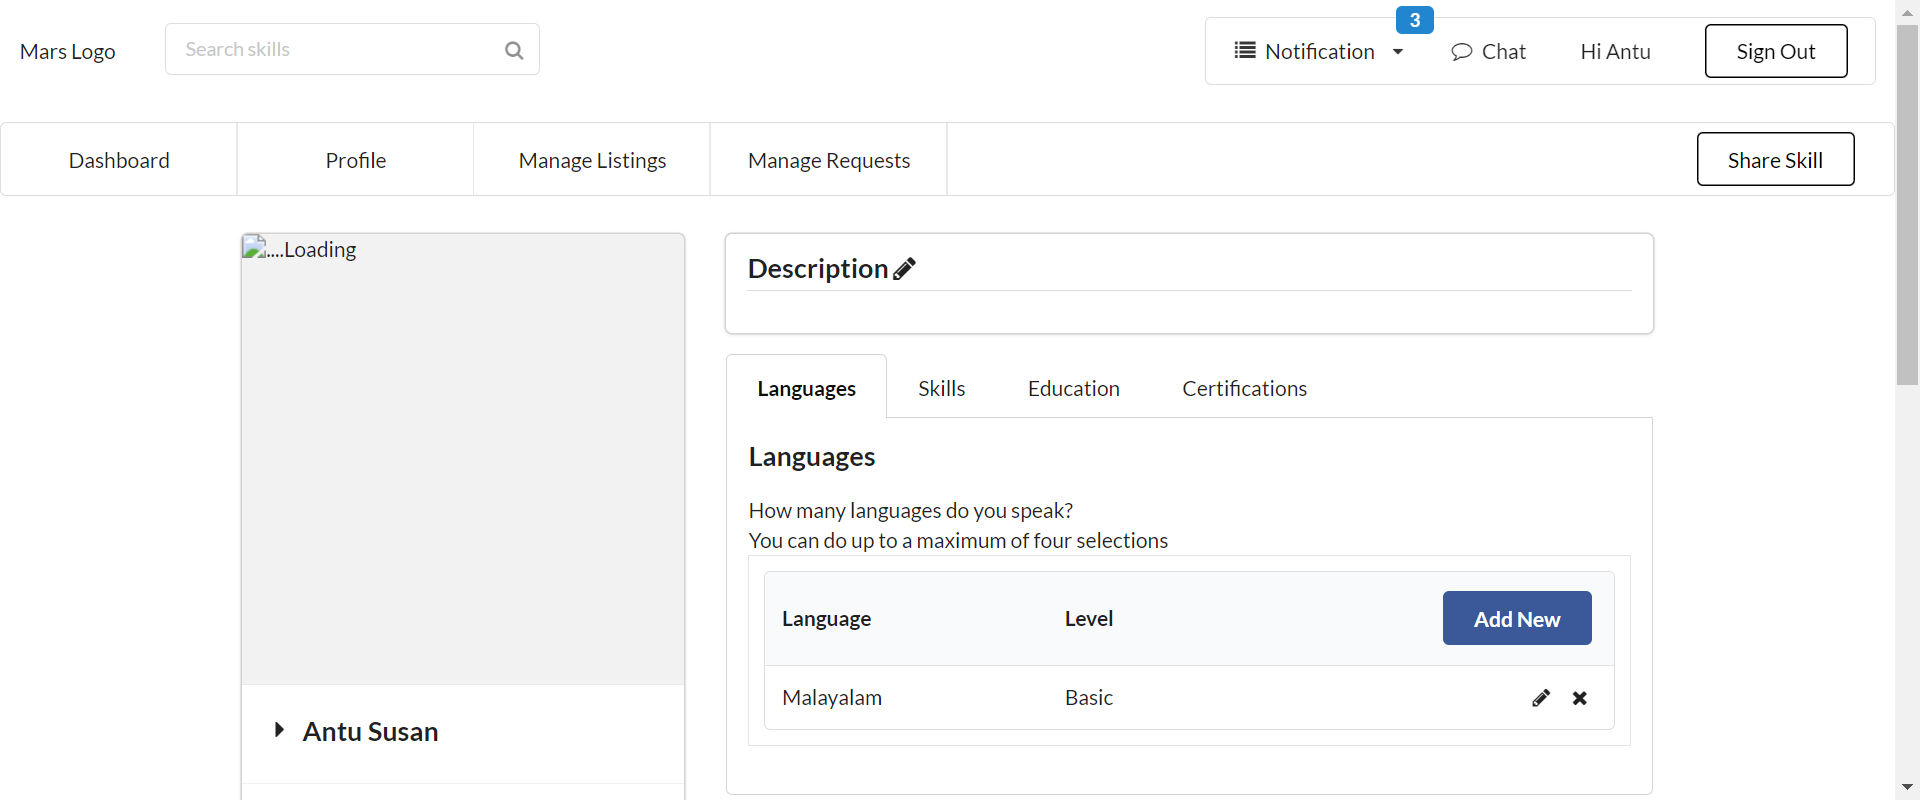 Mars Logo
Search skills
3
Notification
Chat
Hi Antu
Sign Out
Dashboard
Profile
Manage Listings
Manage Requests
Share Skill
....Loading
Antu Susan
Description
Languages
Skills
Education
Certifications
Languages
How many languages do you speak?
You can do up to a maximum of four selections
Language
Level
Add New
Malayalam
Basic